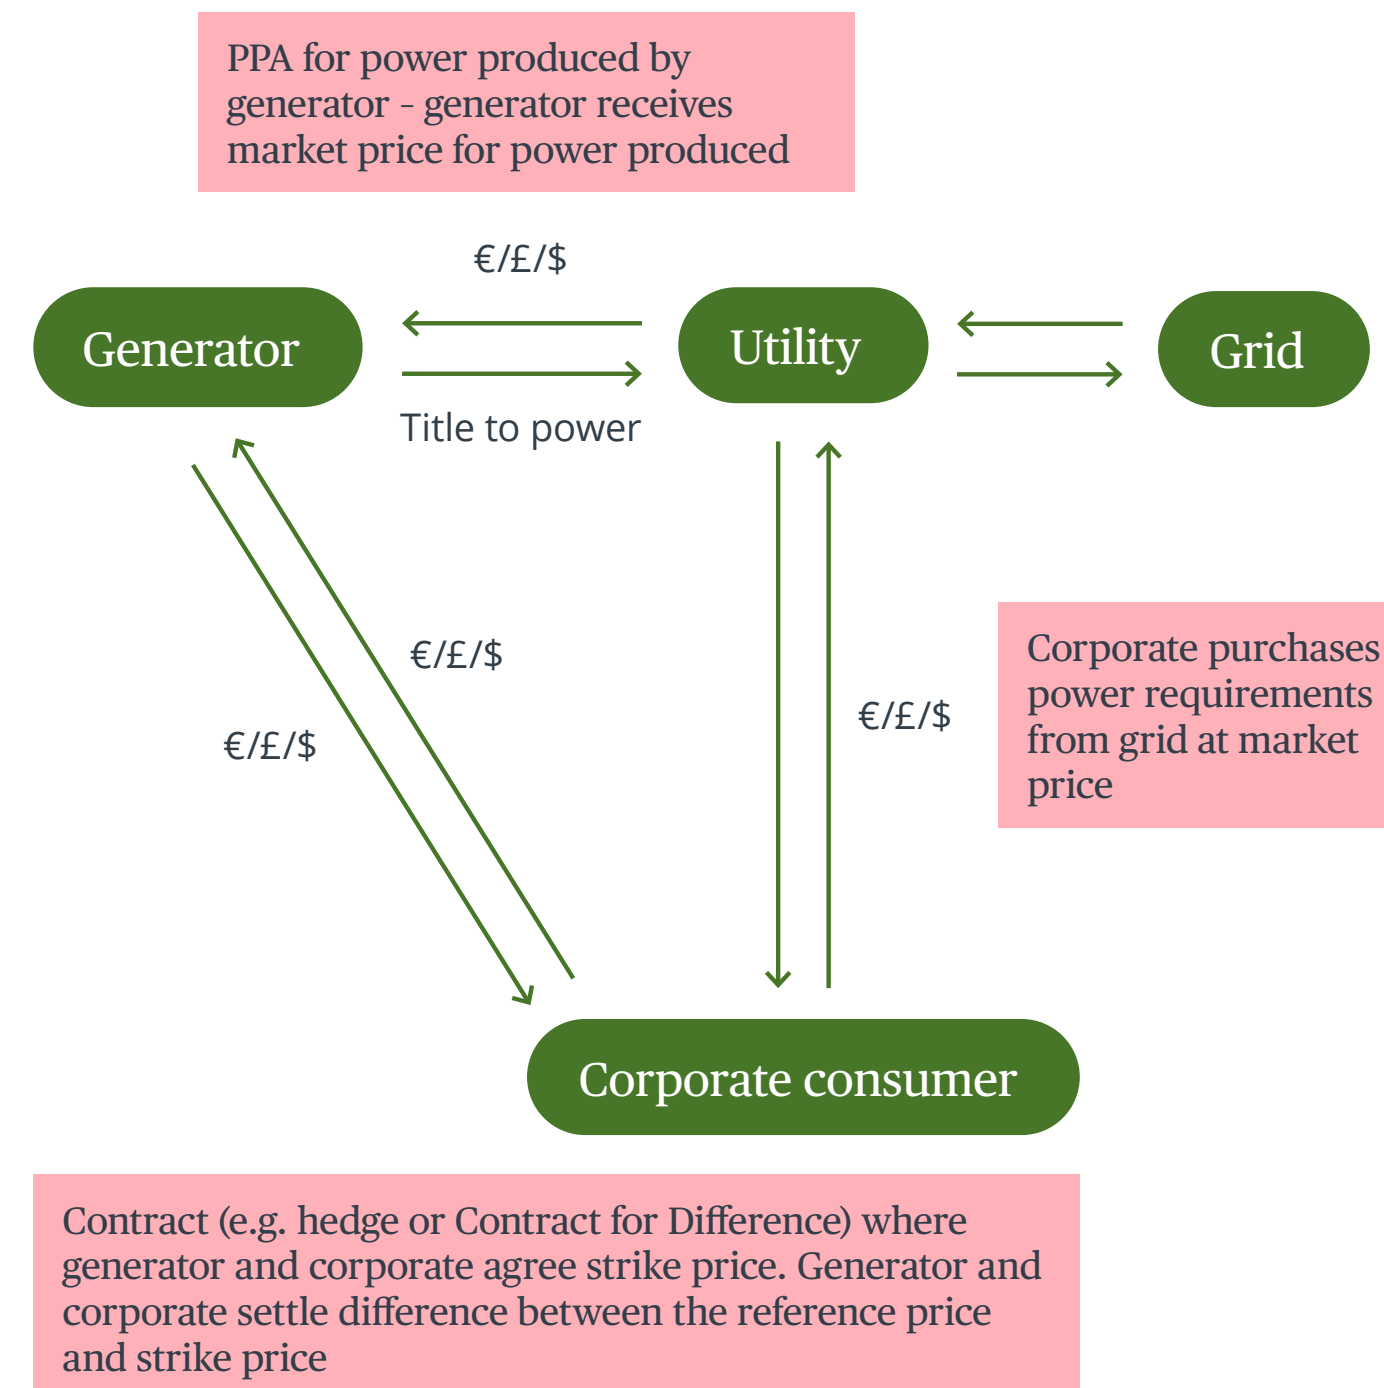 PPA for power produced by
generator – generator receives
market price for power produced
€/£/$
Generator
Utility
Grid
Title to power
€/£/$
€/£/$
€/£/$
Corporate purchases
power requirements
from grid at market
price
Corporate consumer
Contract (e.g. hedge or Contract for Difference) where
generator and corporate agree strike price. Generator and
corporate settle difference between the reference price
and strike price